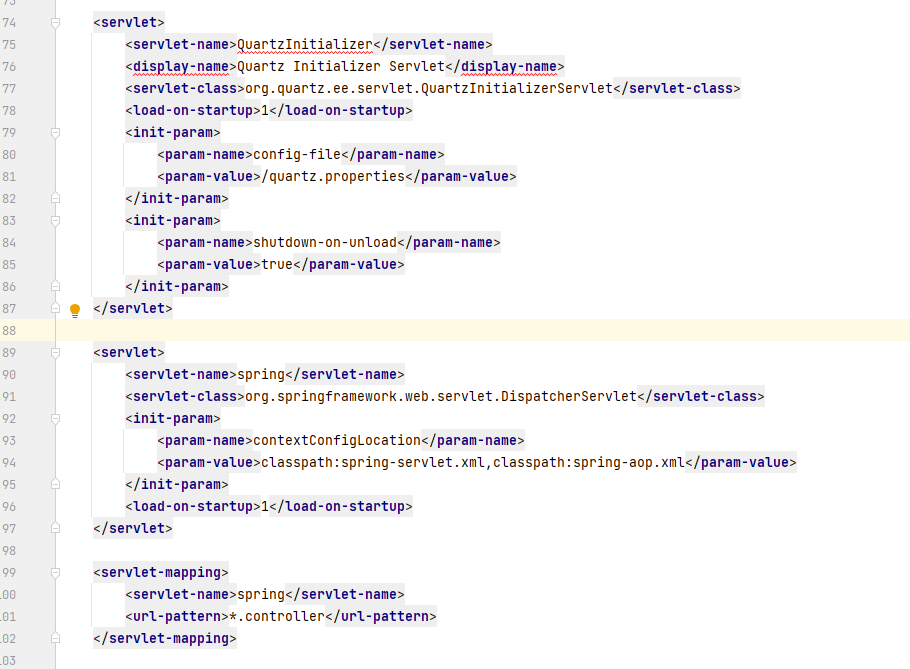 74 <servlet>
75 <servlet-name>QuartzInitializer</servlet-name>
76 <display-name>Quartz Initializer Servlet</display-name>
77 <servlet-class>org.quartz.ee.servlet.QuartzInitializerServlet</servlet-class>
78 <load-on-startup>1</load-on-startup>
79 <init-param>
80 <param-name>config-file</param-name>
81 <param-value>/quartz.properties</param-value>
82 </init-param>
83 <init-param>
84 <param-name>shutdown-on-unload</param-name>
85 <param-value>true</param-value>
86 </init-param>
87 </servlet>
88
89 <servlet>
90 <servlet-name>spring</servlet-name>
91 <servlet-class>org.springframework.web.servlet.DispatcherServlet</servlet-class>
92 <init-param>
93 <param-name>contextConfigLocation</param-name>
94 <param-value>classpath:spring-servlet.xml,classpath:spring-aop.xml</param-value>
95 </init-param>
96 <load-on-startup>1</load-on-startup>
97 </servlet>
98
99 <servlet-mapping>
00 <servlet-name>spring</servlet-name>
01 <url-pattern>*.controller</url-pattern>
02 </servlet-mapping>
03